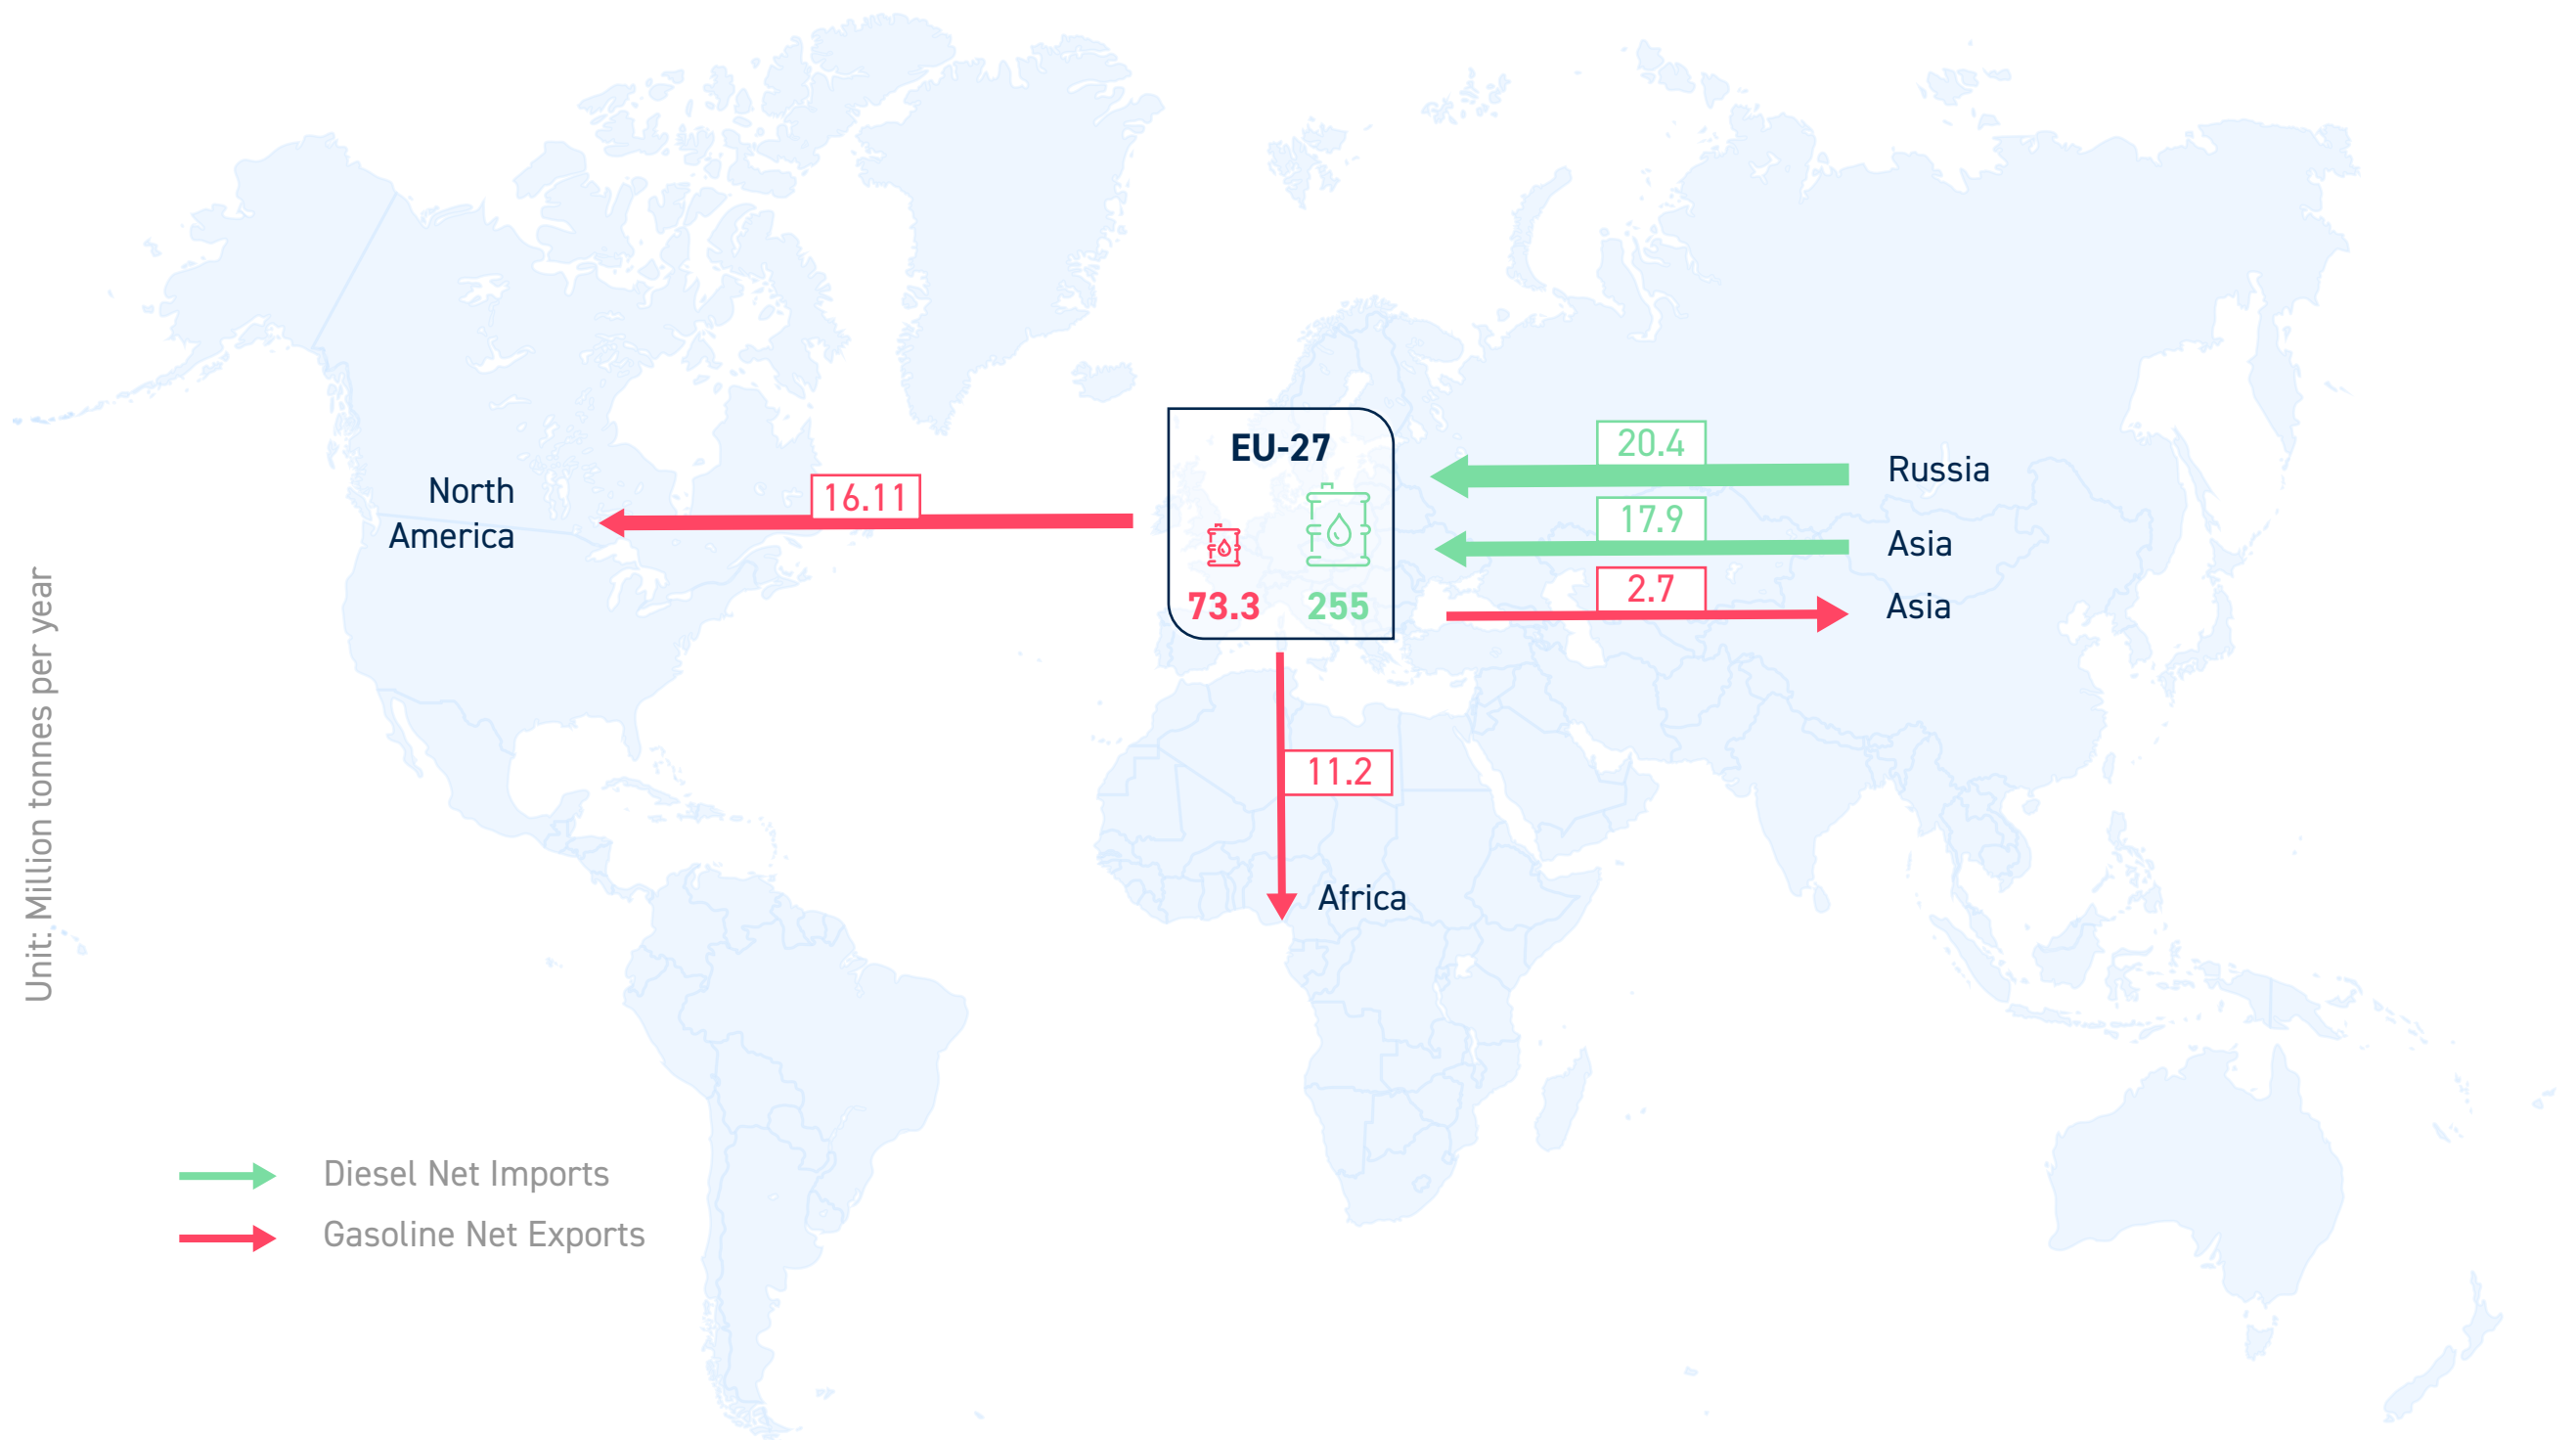 EU-27
73.3
255
20.4
Russia
17.9
Asia
2.7
Asia
North
America
16.11
11.2
Africa
Unit: Million tonnes per year
Diesel Net Imports
Gasoline Net Exports